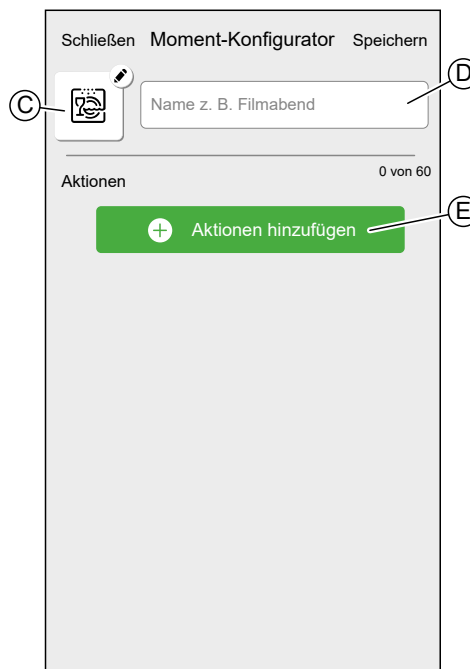 Schließen Moment-Konfigurator Speichern
C
Name z. B. Filmabend
D
0 von 60
Aktionen
Aktionen hinzufügen
E